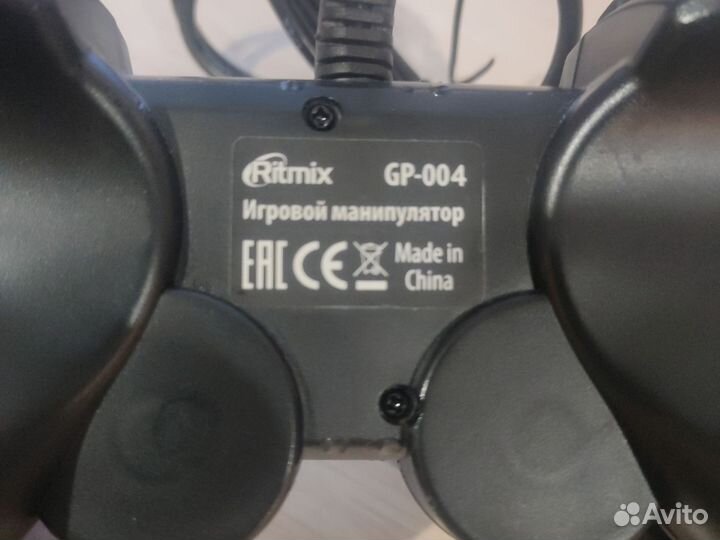 Ritmix GP-004
Игровой манипулятор
EAC CE Made in
China
Avito